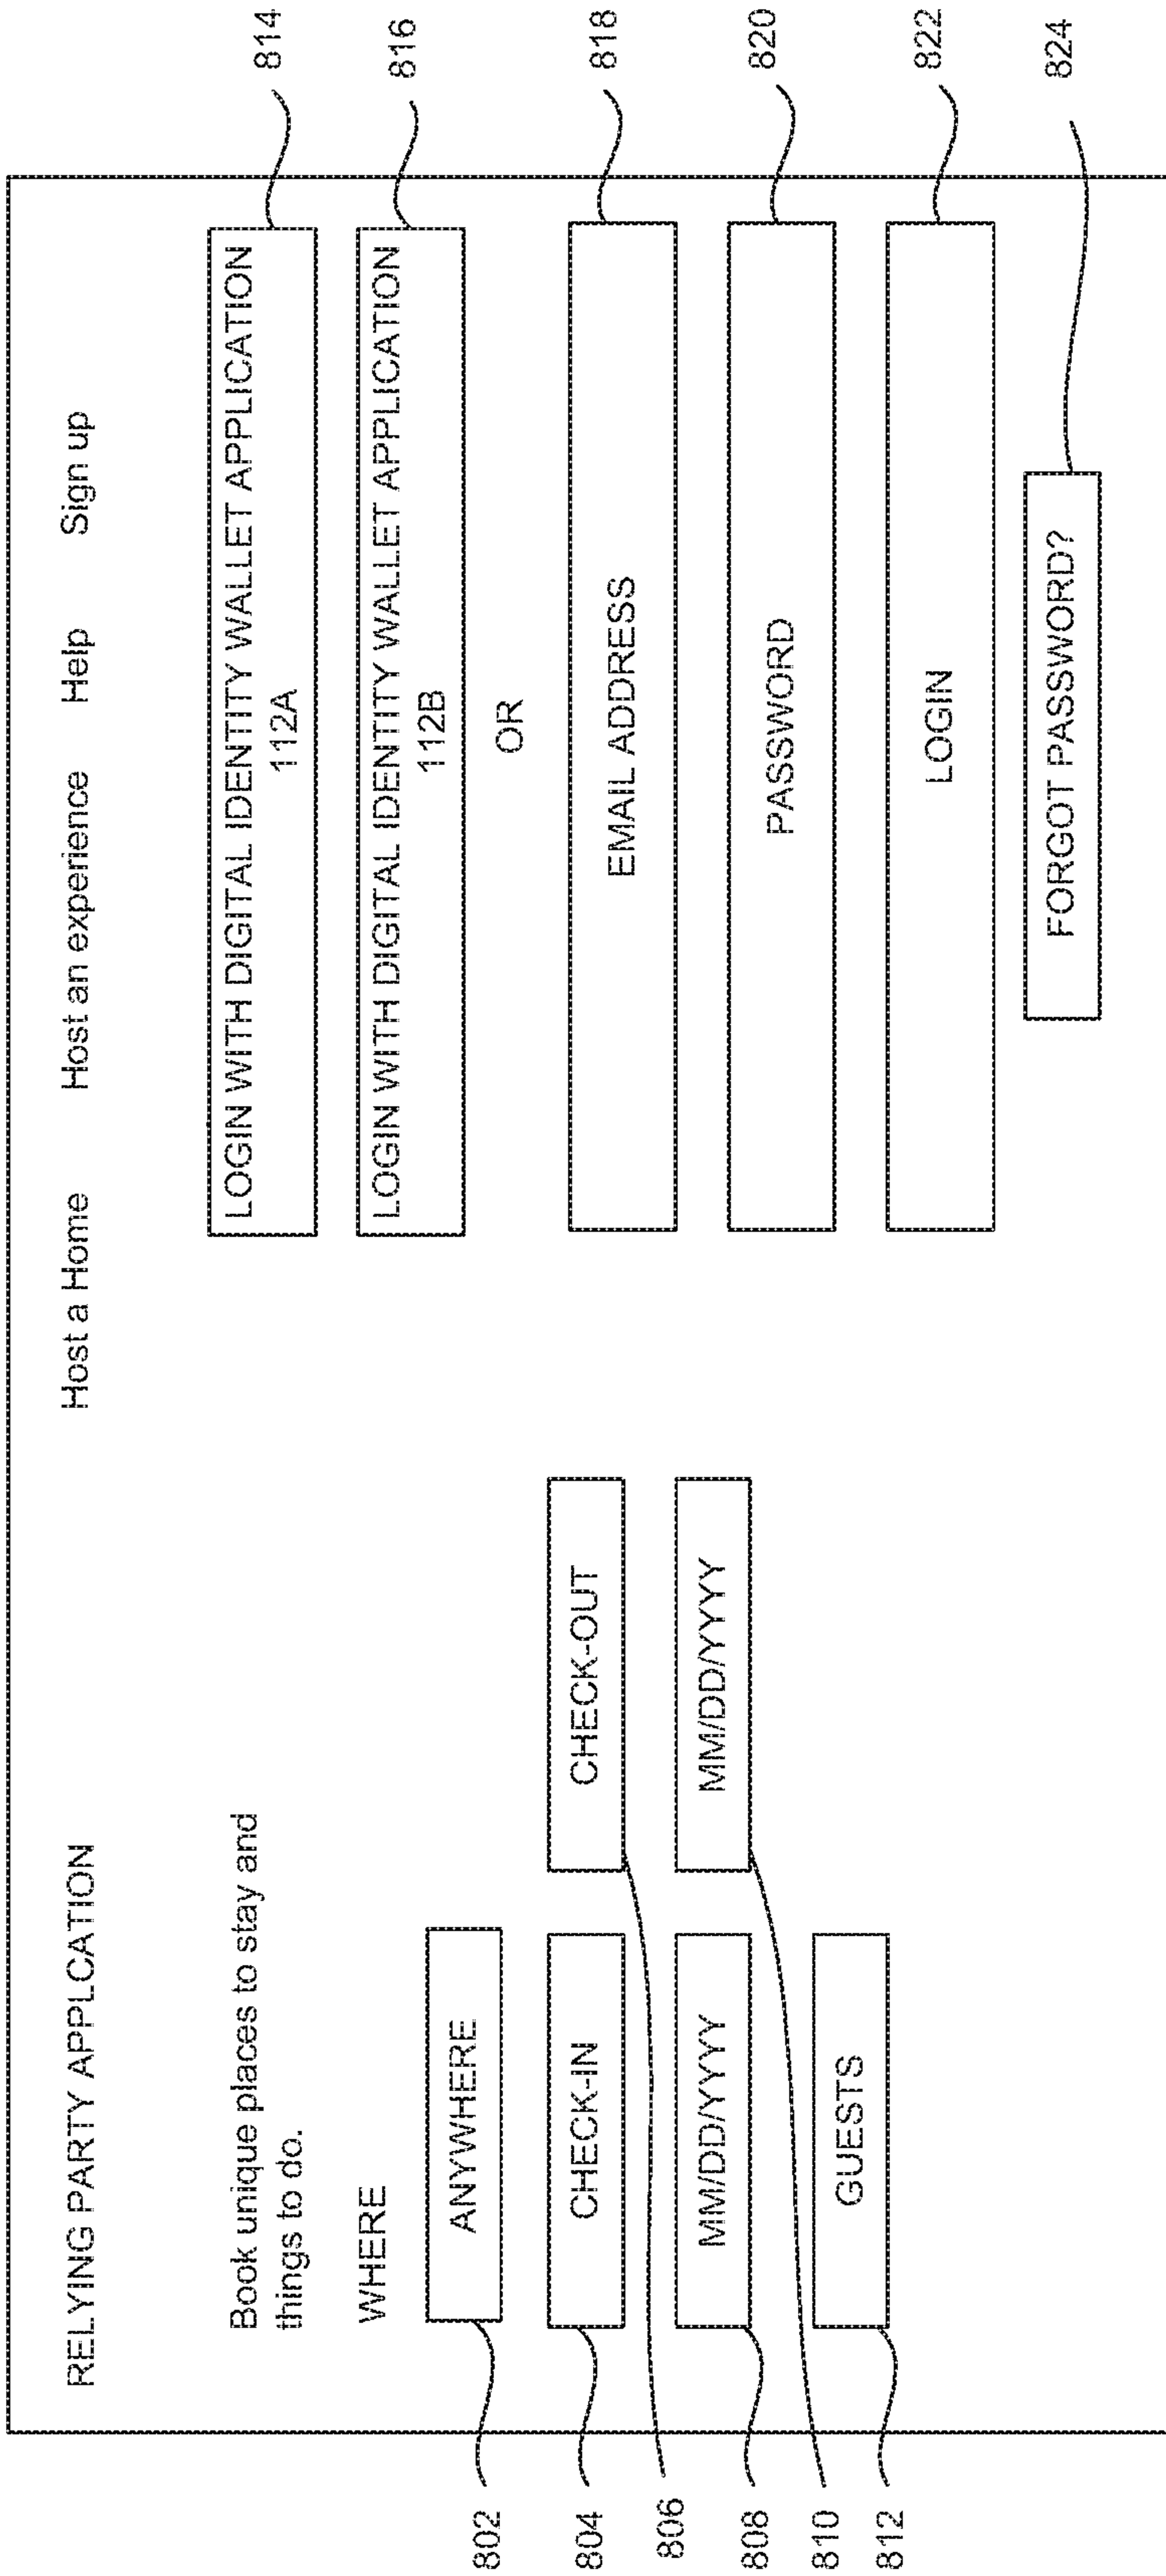 RELYING PARTY APPLCATION
Host a Home
Host an experience
Help
Sign up
Book unique places to stay and
things to do.
WHERE
ANYWHERE
CHECK-IN
CHECK-OUT
MM/DD/YYYY
MM/DD/YYYY
GUESTS
802
804
806
808
810
812
LOGIN WITH DIGITAL IDENTITY WALLET APPLICATION
112A
LOGIN WITH DIGITAL IDENTITY WALLET APPLICATION
112B
OR
EMAIL ADDRESS
PASSWORD
LOGIN
FORGOT PASSWORD?
814
816
818
820
822
824